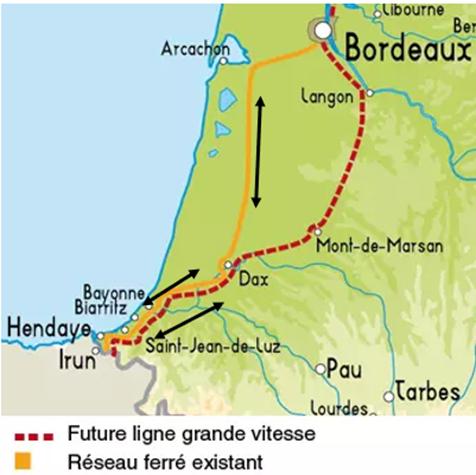 Libourne
Ber
Arcachon
Bordeaux
Langon
Mont-de-Marsan
Dax
Bayonne
Biarritz
Hendaye
Saint-Jean-de-Luz
Irun
Pau
Tarbes
Lourdes
Future ligne grande vitesse
Réseau ferré existant